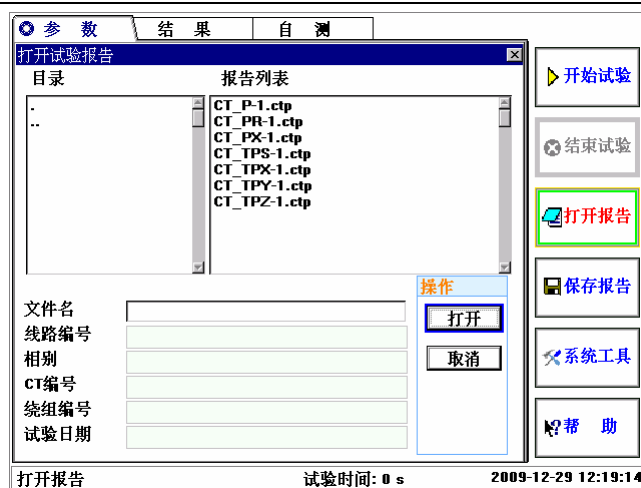 参 数 结 果 自 测
打开试验报告
目录 报告列表
.
..
CT_P-1.ctp
CT_PR-1.ctp
CT_PX-1.ctp
CT_TPS-1.ctp
CT_TPX-1.ctp
CT_TPY-1.ctp
CT_TPZ-1.ctp
文件名
线路编号
相别
CT编号
绕组编号
试验日期
操作
打开
取消
开始试验
结束试验
打开报告
保存报告
系统工具
帮 助
打开报告 试验时间: 0 s 2009-12-29 12:19:14